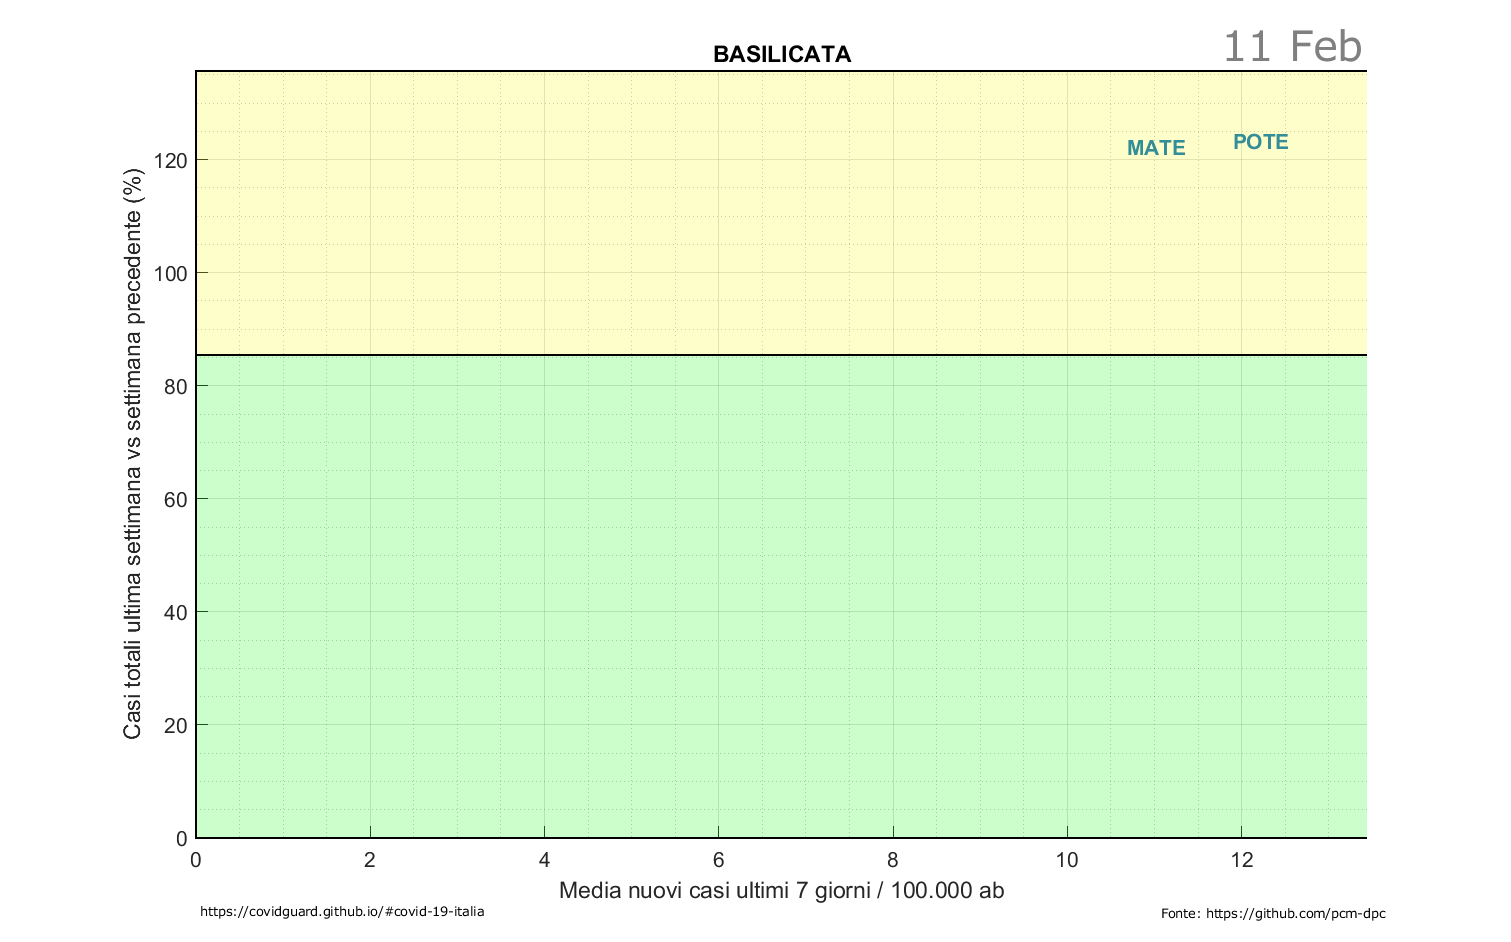 11 Feb
BASILICATA
MATE
POTE
120
100
80
60
40
20
0
Casi totali ultima settimana vs settimana precedente (%)
0 2 4 6 8 10 12
Media nuovi casi ultimi 7 giorni / 100.000 ab
https://covidguard.github.io/#covid-19-italia
Fonte: https://github.com/pcm-dpc